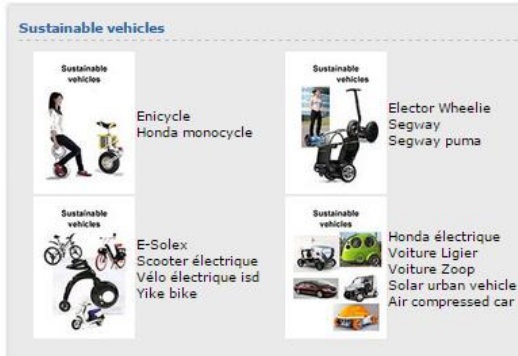 Sustainable vehicles
Sustainable
vehicles
Enicycle
Honda monocycle
Sustainable
vehicles
Elector Wheelie
Segway
Segway puma
Sustainable
vehicles
E-Solex
Scooter électrique
Vélo électrique isd
Yike bike
Sustainable
vehicles
Honda électrique
Voiture Ligier
Voiture Zoop
Solar urban vehicle
Air compressed car